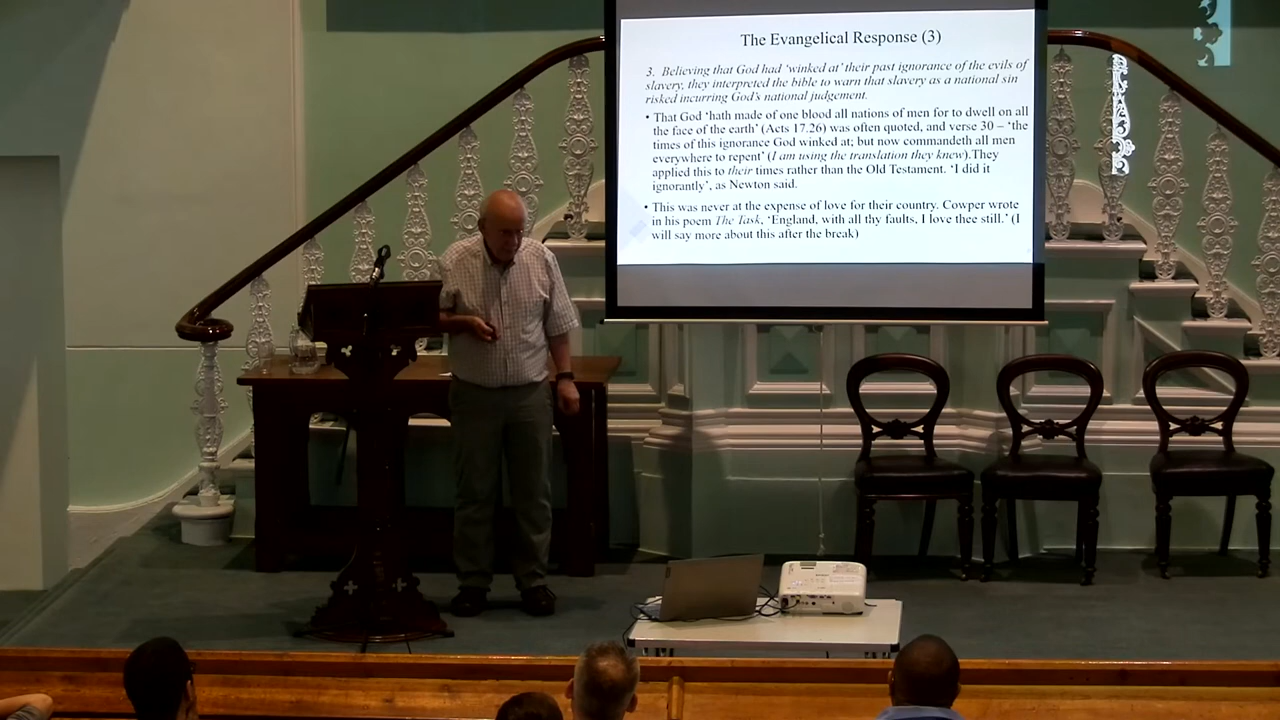 The Evangelical Response (3)
3. Believing that God had ‘winked at’ their past ignorance of the evils of
slavery, they interpreted the bible to warn that slavery as a national sin
risked incurring God's national judgement.
• That God ‘hath made of one blood all nations of men for to dwell on all
the face of the earth’ (Acts 17.26) was often quoted, and verse 30 – ‘the
times of this ignorance God winked at; but now commandeth all men
everywhere to repent’ (I am using the translation they knew).They
applied this to their times rather than the Old Testament. ‘I did it
ignorantly’, as Newton said.
• This was never at the expense of love for their country. Cowper wrote
in his poem The Task, ‘England, with all thy faults, I love thee still.’ (I
will say more about this after the break)